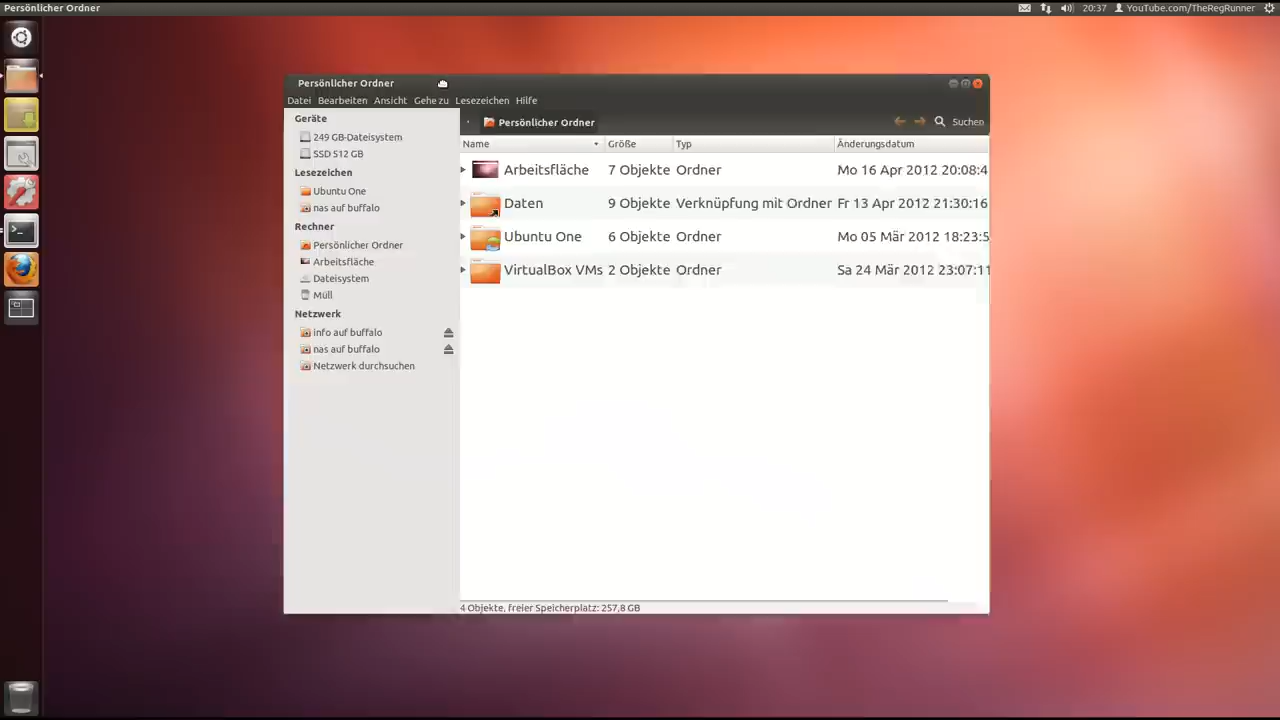 Persönlicher Ordner
20:37 YouTube.com/TheRegRunner
Persönlicher Ordner
Datei Bearbeiten Ansicht Gehe zu Lesezeichen Hilfe
Geräte
249 GB-Dateisystem
SSD 512 GB
Lesezeichen
Ubuntu One
nas auf buffalo
Rechner
Persönlicher Ordner
Arbeitsfläche
Dateisystem
Müll
Netzwerk
info auf buffalo
nas auf buffalo
Netzwerk durchsuchen
Persönlicher Ordner
Suchen
Name Größe Typ Änderungsdatum
Arbeitsfläche 7 Objekte Ordner Mo 16 Apr 2012 20:08:4
Daten 9 Objekte Verknüpfung mit Ordner Fr 13 Apr 2012 21:30:16
Ubuntu One 6 Objekte Ordner Mo 05 Mär 2012 18:23:5
VirtualBox VMs 2 Objekte Ordner Sa 24 Mär 2012 23:07:11
4 Objekte, freier Speicherplatz: 257,8 GB